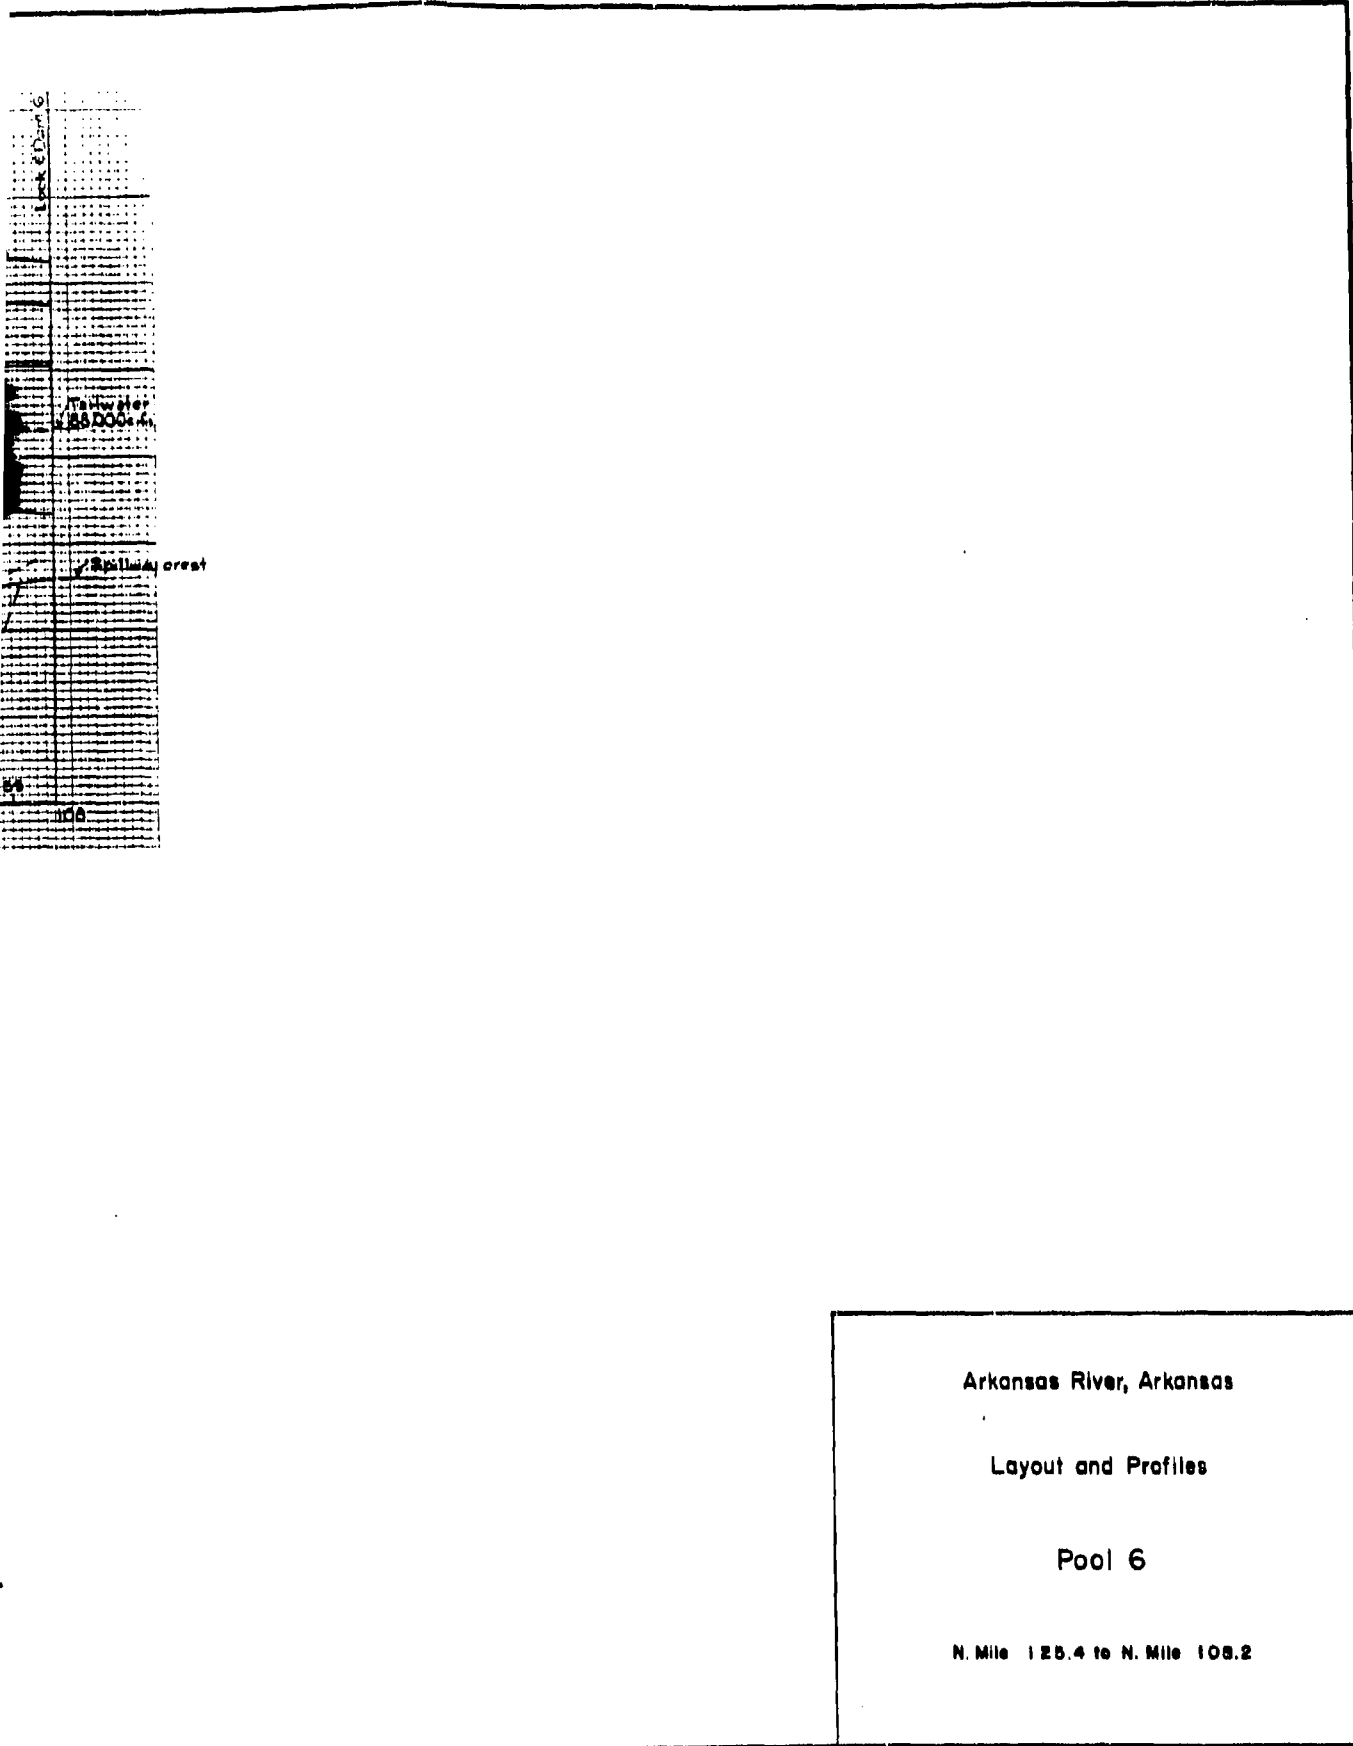 Lock & Dam 6
Tailwater
Spillway crest
108
Arkansas River, Arkansas
Layout and Profiles
Pool 6
N. Mile 125.4 to N. Mile 108.2